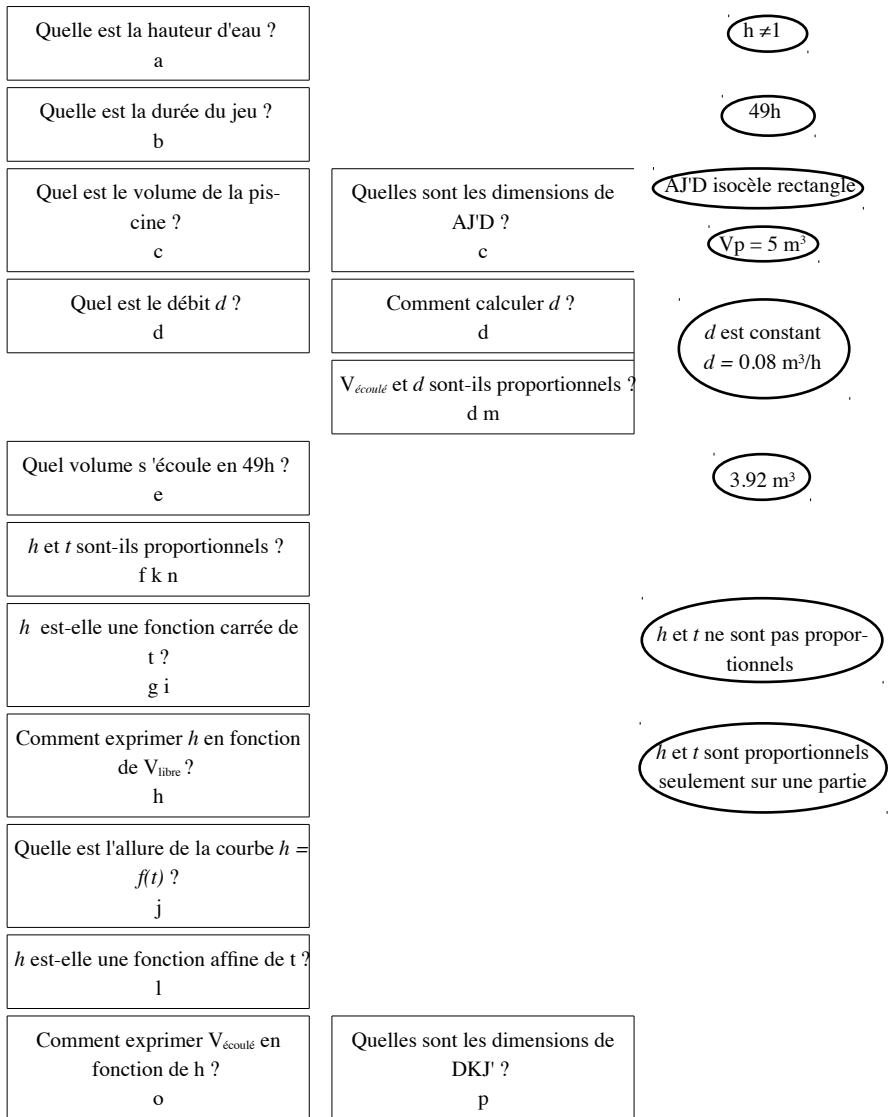 Quelle est la hauteur d'eau ?
a
h ≠1
Quelle est la durée du jeu ?
b
49h
Quel est le volume de la pis-
cine ?
c
Quelles sont les dimensions de
AJ'D ?
c
AJ'D isocèle rectangle
Vp = 5 m³
Quel est le débit d ?
d
Comment calculer d ?
d
d est constant
d = 0.08 m³/h
Vécoulé et d sont-ils proportionnels ?
d m
Quel volume s 'écoule en 49h ?
e
3.92 m³
h et t sont-ils proportionnels ?
f k n
h est-elle une fonction carrée de
t ?
g i
h et t ne sont pas propor-
tionnels
Comment exprimer h en fonction
de Vlibre ?
h
h et t sont proportionnels
seulement sur une partie
Quelle est l'allure de la courbe h =
f(t) ?
j
h est-elle une fonction affine de t ?
l
Comment exprimer Vécoulé en
fonction de h ?
o
Quelles sont les dimensions de
DKJ' ?
p